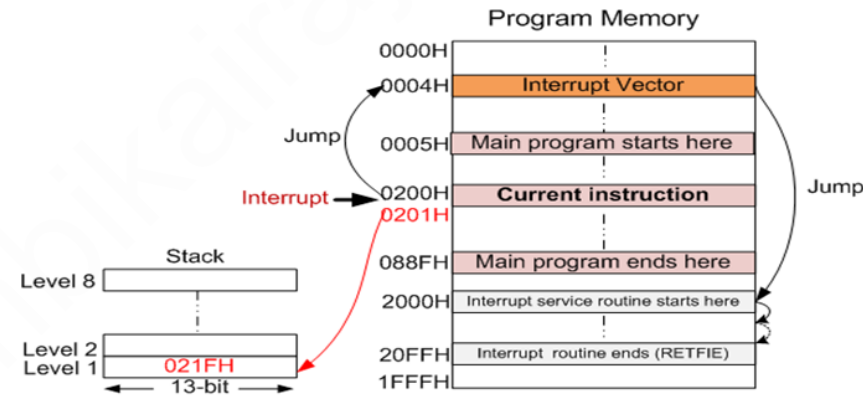 Program Memory
0000H
0004H Interrupt Vector
Jump
0005H Main program starts here
Interrupt 0200H Current instruction
Jump
0201H
Stack
088FH Main program ends here
Level 8
2000H Interrupt service routine starts here
Level 2
20FFH Interrupt routine ends (RETFIE)
Level 1 021FH
1FFFH
13-bit